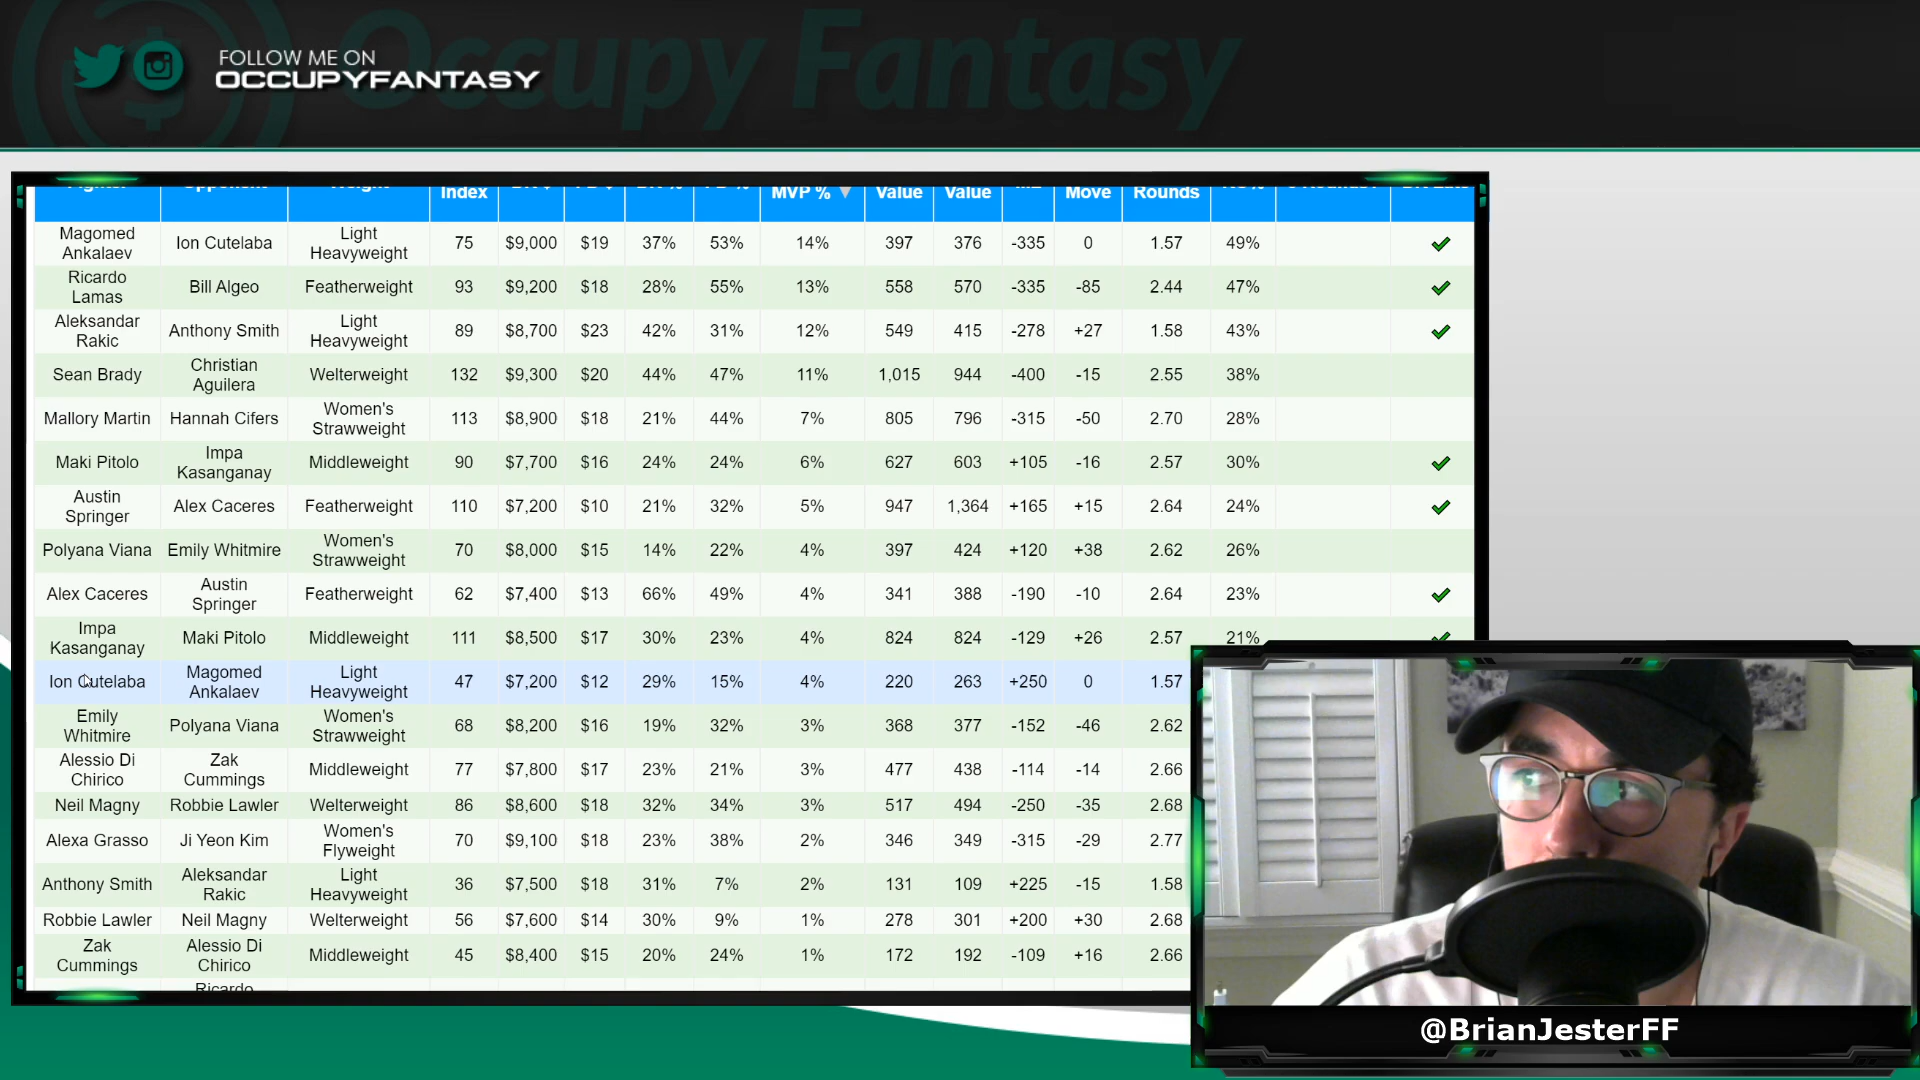 Occupy Fantasy
FOLLOW ME ON
OCCUPYFANTASY
Index MVP % Value Value Move Rounds
Magomed Ankalaev Ion Cutelaba Light Heavyweight 75 $9,000 $19 37% 53% 14% 397 376 -335 0 1.57 49%
Ricardo Lamas Bill Algeo Featherweight 93 $9,200 $18 28% 55% 13% 558 570 -335 -85 2.44 47%
Aleksandar Rakic Anthony Smith Light Heavyweight 89 $8,700 $23 42% 31% 12% 549 415 -278 +27 1.58 43%
Sean Brady Christian Aguilera Welterweight 132 $9,300 $20 44% 47% 11% 1,015 944 -400 -15 2.55 38%
Mallory Martin Hannah Cifers Women's Strawweight 113 $8,900 $18 21% 44% 7% 805 796 -315 -50 2.70 28%
Maki Pitolo Impa Kasanganay Middleweight 90 $7,700 $16 24% 24% 6% 627 603 +105 -16 2.57 30%
Austin Springer Alex Caceres Featherweight 110 $7,200 $10 21% 32% 5% 947 1,364 +165 +15 2.64 24%
Polyana Viana Emily Whitmire Women's Strawweight 70 $8,000 $15 14% 22% 4% 397 424 +120 +38 2.62 26%
Alex Caceres Austin Springer Featherweight 62 $7,400 $13 66% 49% 4% 341 388 -190 -10 2.64 23%
Impa Kasanganay Maki Pitolo Middleweight 111 $8,500 $17 30% 23% 4% 824 824 -129 +26 2.57 21%
Ion Cutelaba Magomed Ankalaev Light Heavyweight 47 $7,200 $12 29% 15% 4% 220 263 +250 0 1.57
Emily Whitmire Polyana Viana Women's Strawweight 68 $8,200 $16 19% 32% 3% 368 377 -152 -46 2.62
Alessio Di Chirico Zak Cummings Middleweight 77 $7,800 $17 23% 21% 3% 477 438 -114 -14 2.66
Neil Magny Robbie Lawler Welterweight 86 $8,600 $18 32% 34% 3% 517 494 -250 -35 2.68
Alexa Grasso Ji Yeon Kim Women's Flyweight 70 $9,100 $18 23% 38% 2% 346 349 -315 -29 2.77
Anthony Smith Aleksandar Rakic Light Heavyweight 36 $7,500 $18 31% 7% 2% 131 109 +225 -15 1.58
Robbie Lawler Neil Magny Welterweight 56 $7,600 $14 30% 9% 1% 278 301 +200 +30 2.68
Zak Cummings Alessio Di Chirico Middleweight 45 $8,400 $15 20% 24% 1% 172 192 -109 +16 2.66
Ricardo
@BrianJesterFF